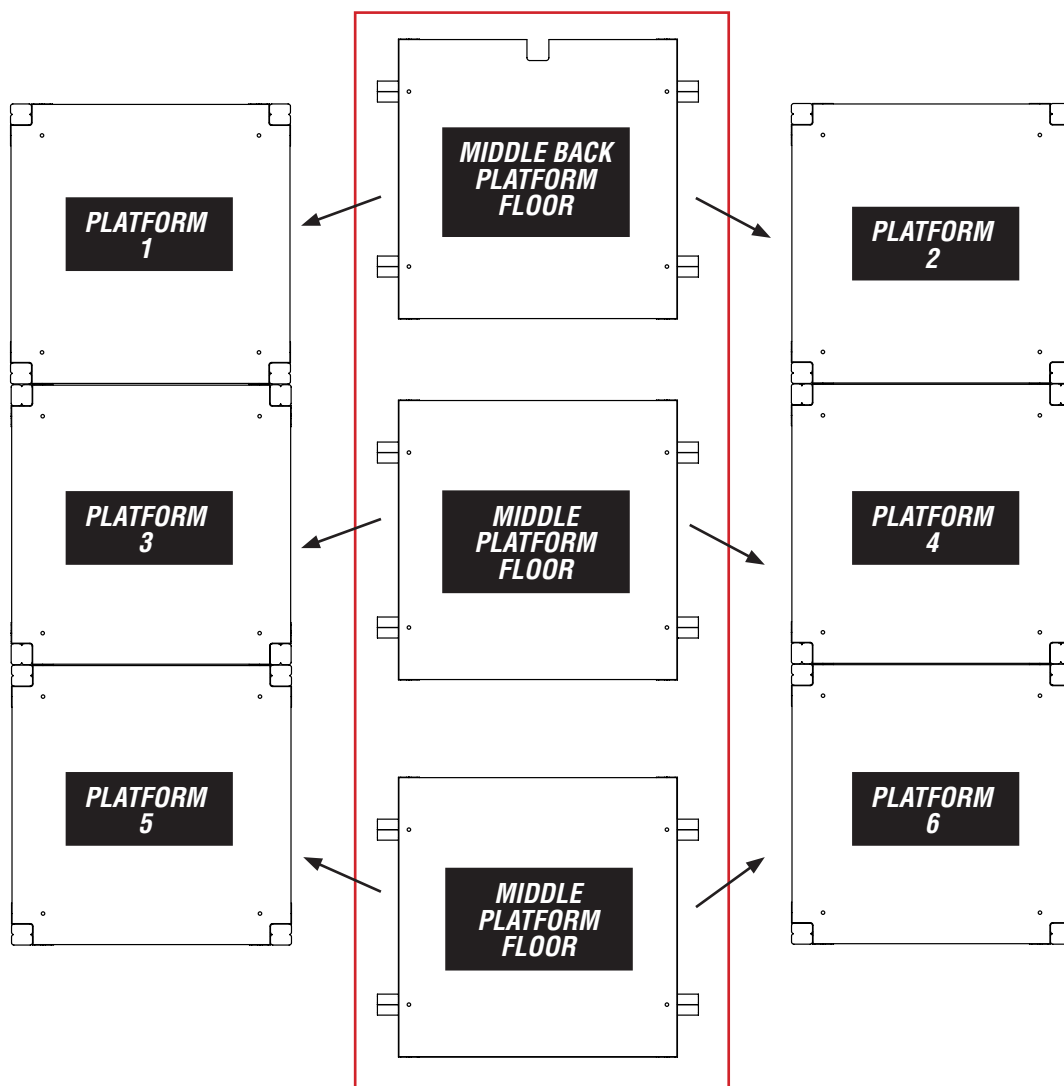 MIDDLE BACK
PLATFORM
FLOOR
PLATFORM
1
PLATFORM
2
PLATFORM
3
MIDDLE
PLATFORM
FLOOR
PLATFORM
4
PLATFORM
5
MIDDLE
PLATFORM
FLOOR
PLATFORM
6